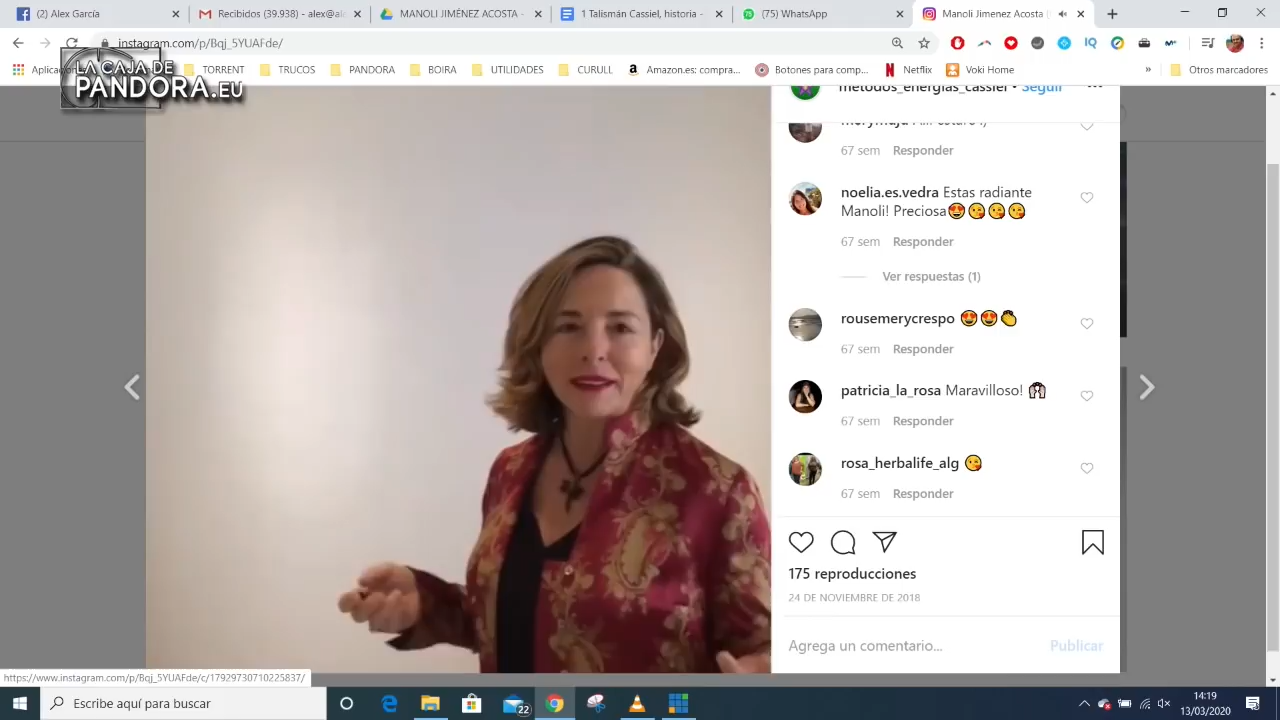 Alex García
Recibidos (39.938) - alex@alc
MANOLI JIMÉNEZ ACOSTA -
1 Talismán Cassiel, historia -
(75) WhatsApp
Manoli Jiménez Acosta
instagram.com/p/Bqj_5YUAFde/
TORRENT
TRUCOS
PANDORA
BOIRA
UTILIDADES
CURULL
Amazon.es: compra...
Botones para comp...
Netflix
Voki Home
»
Otros marcadores
LA CAJA DE
PANDORA.EU
metodos_energias_cassiel • Seguir
67 sem Responder
noelia.es.vedra Estas radiante
Manoli! Preciosa😍😘😘😘
67 sem Responder
Ver respuestas (1)
rousemerycrespo 😍😍👏
67 sem Responder
patricia_la_rosa Maravilloso! 🙌
67 sem Responder
rosa_herbalife_alg 😘
67 sem Responder
175 reproducciones
24 DE NOVIEMBRE DE 2018
Agrega un comentario... Publicar
https://www.instagram.com/p/Bqj_5YUAFde/c/17929730710225837/
Escribe aquí para buscar
22
14:19
13/03/2020